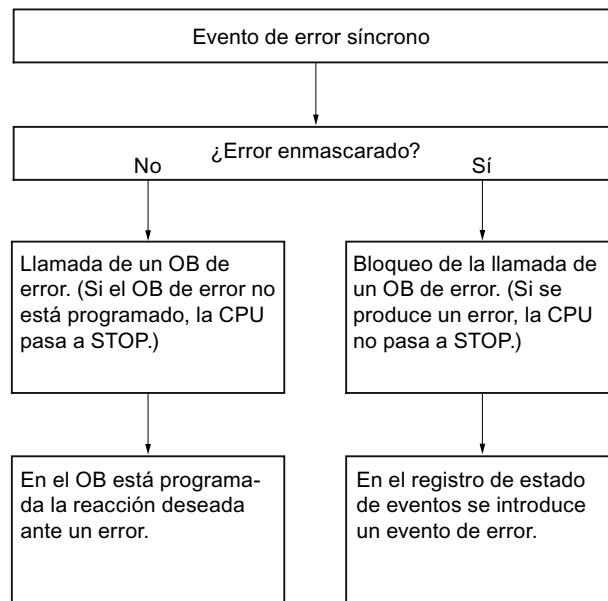 Evento de error síncrono
¿Error enmascarado?
No
Sí
Llamada de un OB de
error. (Si el OB de error no
está programado, la CPU
pasa a STOP.)
Bloqueo de la llamada de
un OB de error. (Si se
produce un error, la CPU
no pasa a STOP.)
En el OB está programa-
da la reacción deseada
ante un error.
En el registro de estado
de eventos se introduce
un evento de error.